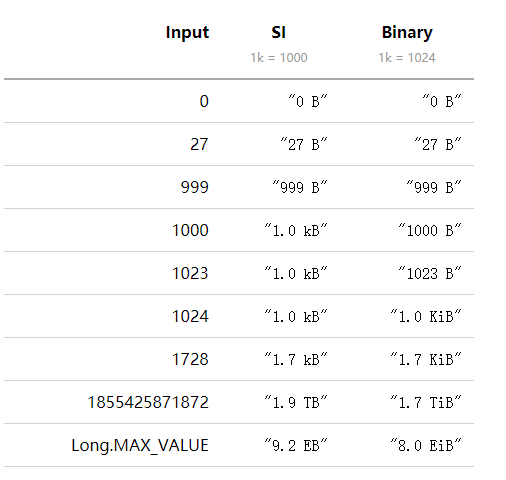 Input SI Binary
1k = 1000 1k = 1024
0 "0 B" "0 B"
27 "27 B" "27 B"
999 "999 B" "999 B"
1000 "1.0 kB" "1000 B"
1023 "1.0 kB" "1023 B"
1024 "1.0 kB" "1.0 KiB"
1728 "1.7 kB" "1.7 KiB"
1855425871872 "1.9 TB" "1.7 TiB"
Long.MAX_VALUE "9.2 EB" "8.0 EiB"